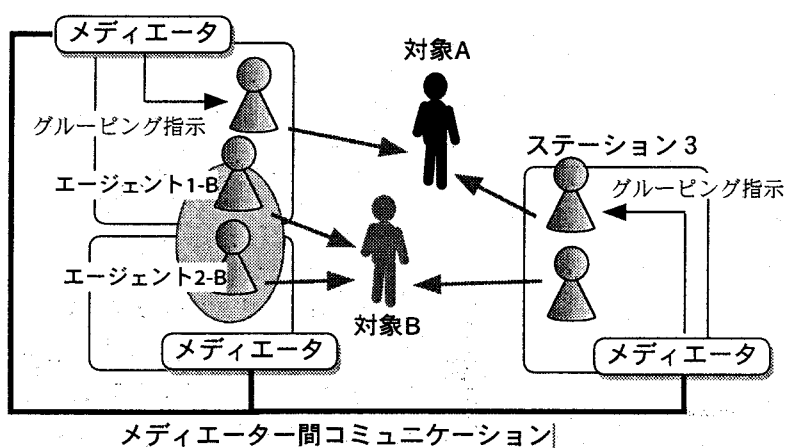 メディエータ
対象A
グルーピング指示
ステーション3
エージェント1-B
グルーピング指示
エージェント2-B
対象B
メディエータ
メディエータ
メディエーター間コミュニケーション